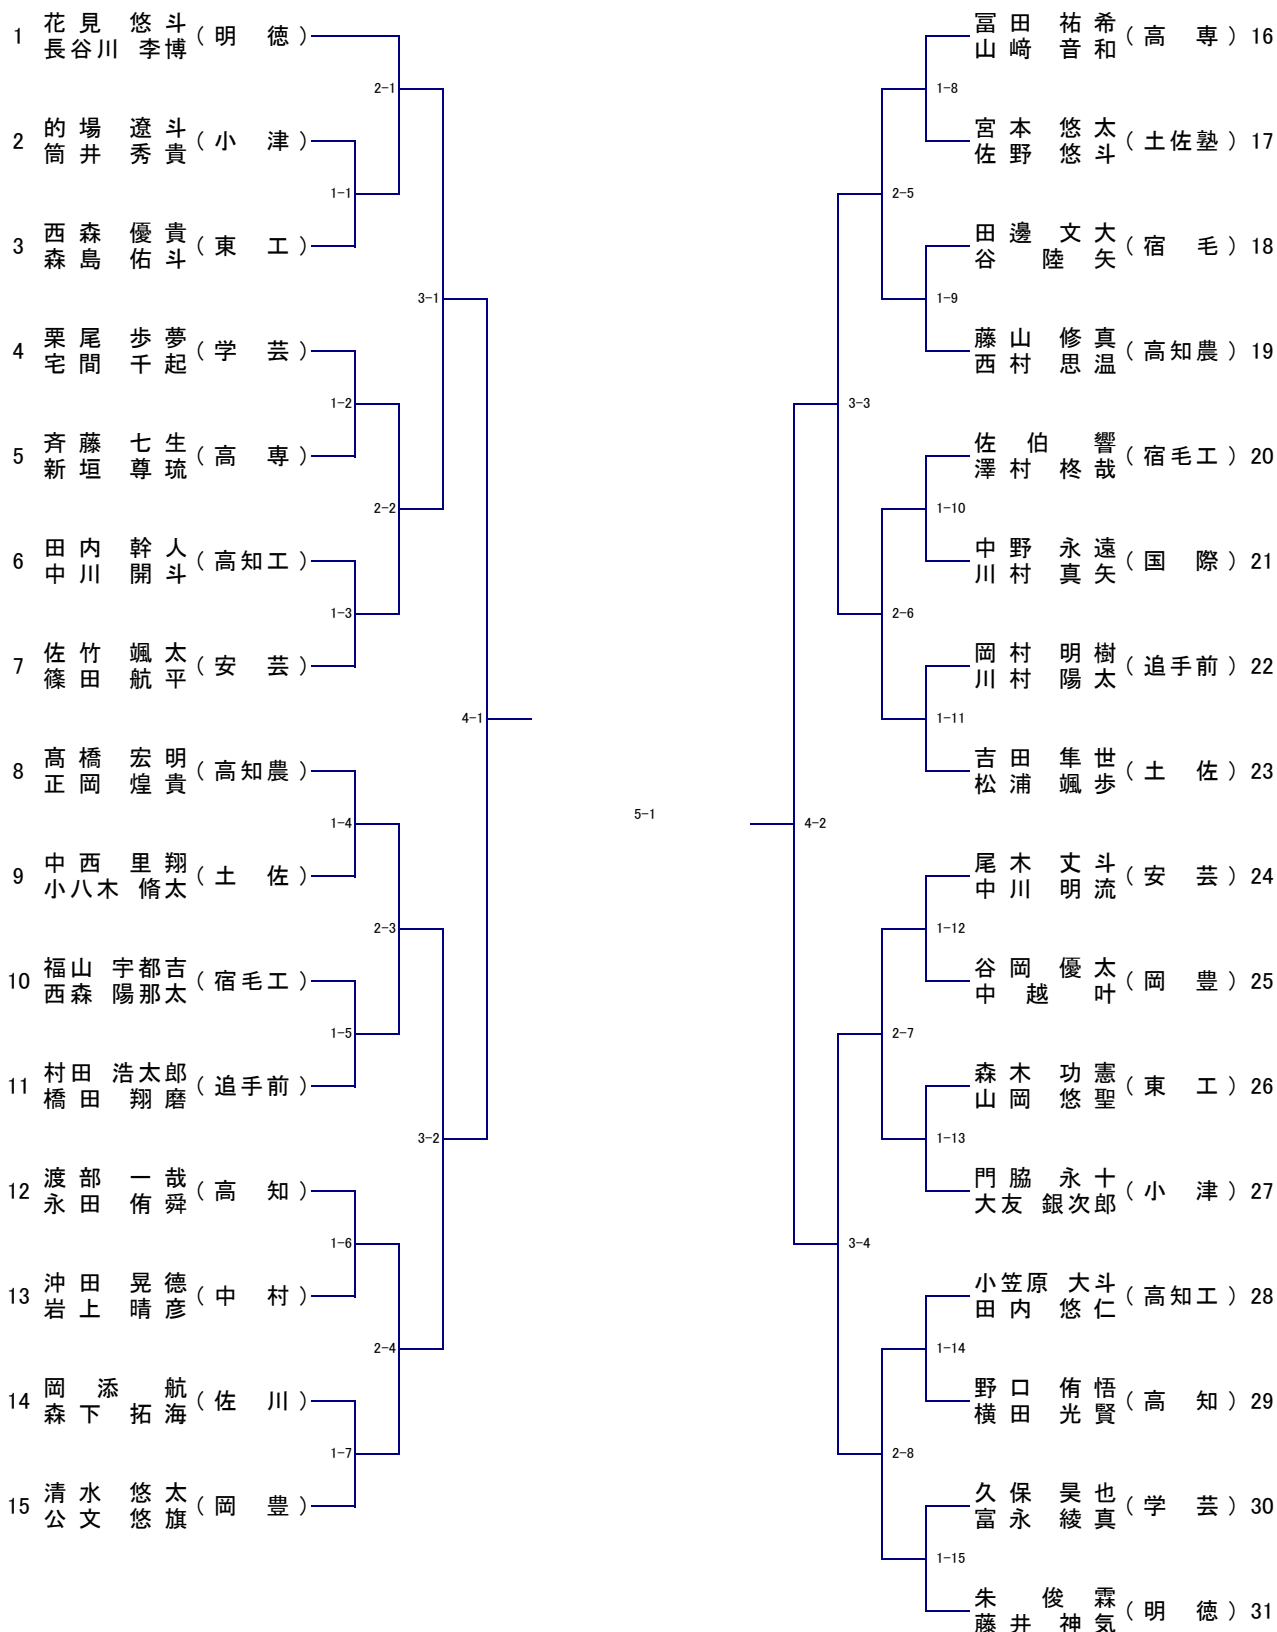 1 花見 悠斗 (明 徳)
長谷川 李博
2-1
2 的場 遼斗 (小 津)
筒井 秀貴
1-1
3 西森 優貴 (東 工)
森島 佑斗
3-1
4 栗尾 歩夢 (学 芸)
宅間 千起
1-2
5 斉藤 七生 (高 専)
新垣 尊琉
2-2
6 田内 幹人 (高知工)
中川 開斗
1-3
7 佐竹 颯太 (安 芸)
篠田 航平
4-1
8 髙橋 宏明 (高知農)
正岡 煌貴
1-4
9 中西 里翔 (土 佐)
小八木 脩太
2-3
10 福山 宇都吉 (宿毛工)
西森 陽那太
1-5
11 村田 浩太郎 (追手前)
橋田 翔磨
3-2
12 渡部 一哉 (高 知)
永田 侑舜
1-6
13 沖田 晃德 (中 村)
岩上 晴彦
2-4
14 岡添 航 (佐 川)
森下 拓海
1-7
15 清水 悠太 (岡 豊)
公文 悠旗
5-1
冨田 祐希 (高 専) 16
山﨑 音和
1-8
宮本 悠太 (土佐塾) 17
佐野 悠斗
2-5
田邊 文大 (宿 毛) 18
谷 陸矢
1-9
藤山 修真 (高知農) 19
西村 思温
3-3
佐伯 響 (宿毛工) 20
澤村 柊哉
1-10
中野 永遠 (国 際) 21
川村 真矢
2-6
岡村 明樹 (追手前) 22
川村 陽太
1-11
吉田 隼世 (土 佐) 23
松浦 颯歩
4-2
尾木 丈斗 (安 芸) 24
中川 明流
1-12
谷岡 優太 (岡 豊) 25
中越 叶
2-7
森木 功憲 (東 工) 26
山岡 悠聖
1-13
門脇 永十 (小 津) 27
大友 銀次郎
3-4
小笠原 大斗 (高知工) 28
田内 悠仁
1-14
野口 侑悟 (高 知) 29
横田 光賢
2-8
久保 昊也 (学 芸) 30
富永 綾真
1-15
朱 俊霖 (明 徳) 31
藤井 神気